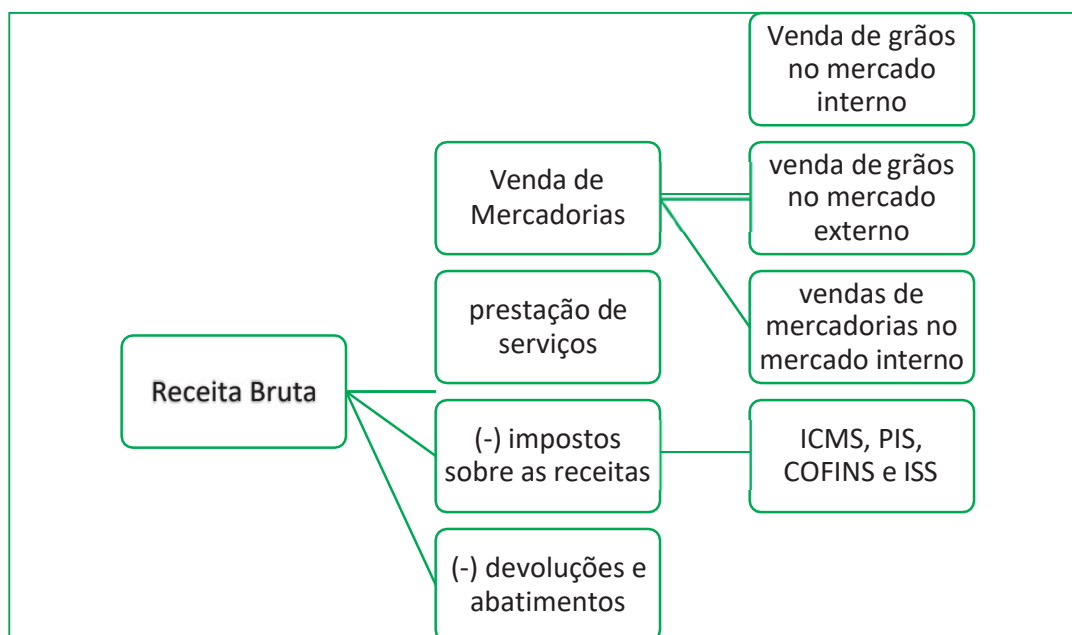 Receita Bruta
Venda de
Mercadorias
Venda de grãos
no mercado
interno
venda de grãos
no mercado
externo
vendas de
mercadorias no
mercado interno
prestação de
serviços
(-) impostos
sobre as receitas
ICMS, PIS,
COFINS e ISS
(-) devoluções e
abatimentos